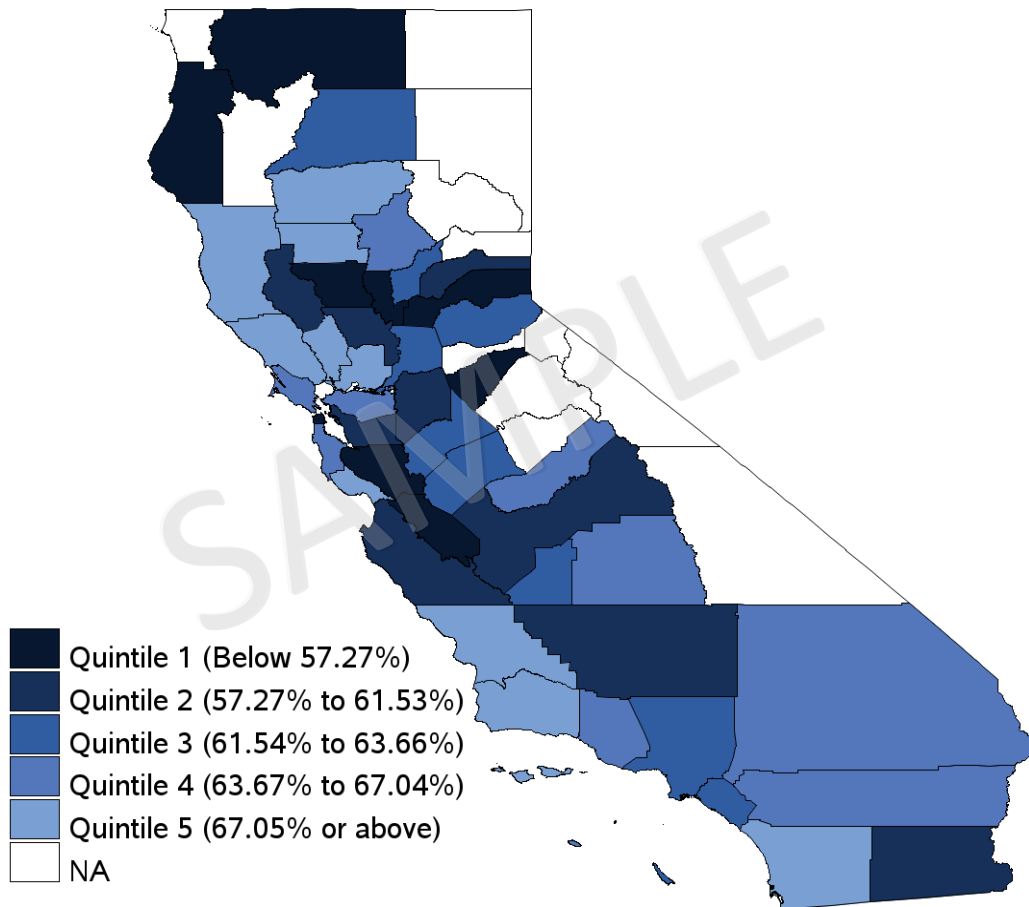 SAMPLE
Quintile 1 (Below 57.27%)
Quintile 2 (57.27% to 61.53%)
Quintile 3 (61.54% to 63.66%)
Quintile 4 (63.67% to 67.04%)
Quintile 5 (67.05% or above)
NA